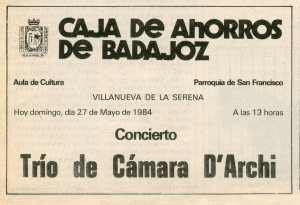 CAJA DE AHORROS
DE BADAJOZ
Aula de Cultura
Parroquia de San Francisco
VILLANUEVA DE LA SERENA
Hoy domingo, día 27 de Mayo de 1984
A las 13 horas
Concierto
Trío de Cámara D'Archi